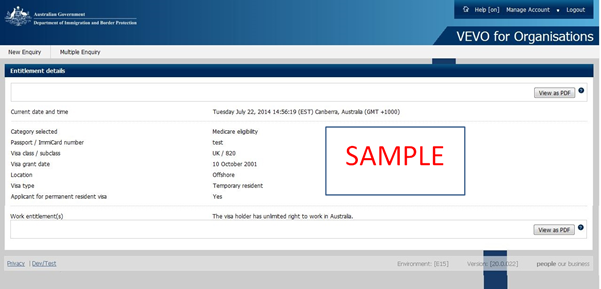 Australian Government
Department of Immigration and Border Protection
Help [on] Manage Account Logout
VEVO for Organisations
New Enquiry Multiple Enquiry
Entitlement details
View as PDF
Current date and time Tuesday July 22, 2014 14:56:19 (EST) Canberra, Australia (GMT +1000)
Category selected Medicare eligibility
Passport / ImmiCard number test
Visa class / subclass UK / 820
Visa grant date 10 October 2001
Location Offshore
Visa type Temporary resident
Applicant for permanent resident visa Yes
SAMPLE
Work entitlement(s) The visa holder has unlimited right to work in Australia.
View as PDF
Privacy | Dev/Test Environment: [E15] Version: [20.0.022] people our business